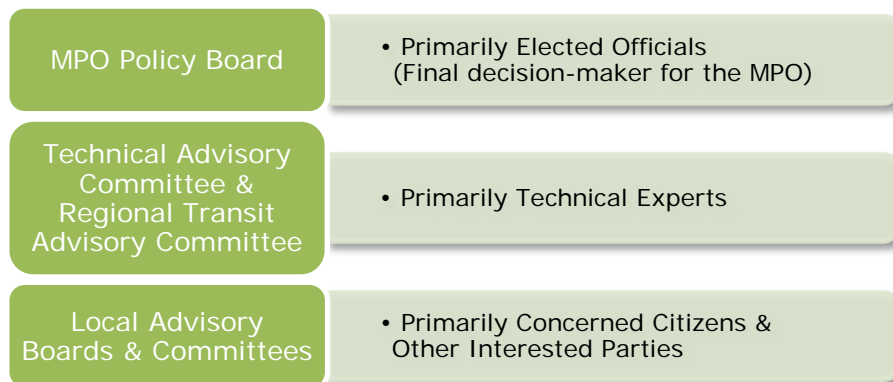 MPO Policy Board
• Primarily Elected Officials
(Final decision-maker for the MPO)
Technical Advisory
Committee &
Regional Transit
Advisory Committee
• Primarily Technical Experts
Local Advisory
Boards & Committees
• Primarily Concerned Citizens &
Other Interested Parties